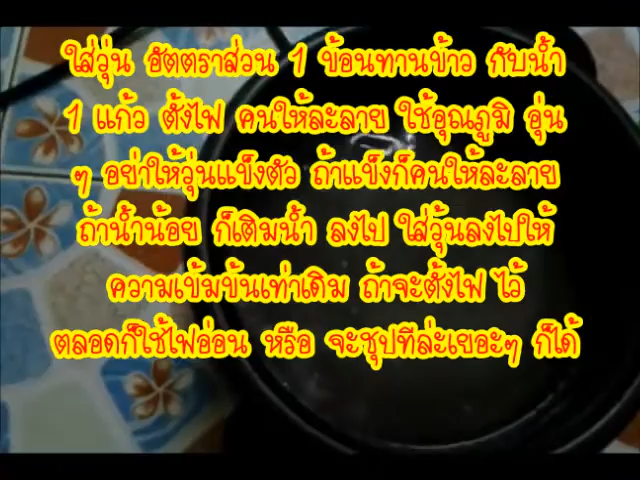 ใส่วุ่น ฮัตตราส่วน 1 ช้อนทานข้าว กับน้ำ
1 แก้ว ตั้งไฟ คนให้ละลาย ใช้อุณภูมิ อุ่น
ๆ อย่าให้วุ่นแข็งตัว ถ้าแข็งก็คนให้ละลาย
ถ้าน้ำน้อย ก็เติมน้ำ ลงไป ใส่วุ้นลงไปให้
ความเข้มข้นเท่าเดิม ถ้าจะตั้งไฟ ไว้
ตลอดก็ใช้ไฟอ่อน หรือ จะชุปทีล่ะเยอะๆ ก็ได้